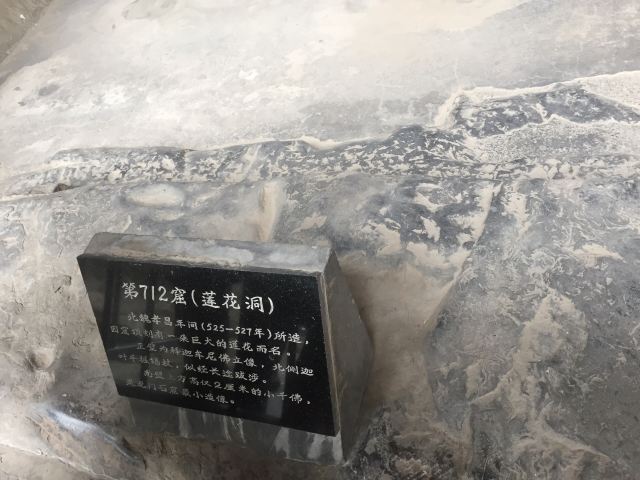 第712窟(莲花洞)
北魏孝昌年间(525-527年)所造，
因窟顶刻有一朵巨大的莲花而名。
正壁为释迦牟尼佛立像，北侧迦
叶手握锡杖，似经长途跋涉。
南壁上方高仅2厘米的小千佛，
是龙门石窟最小造像。